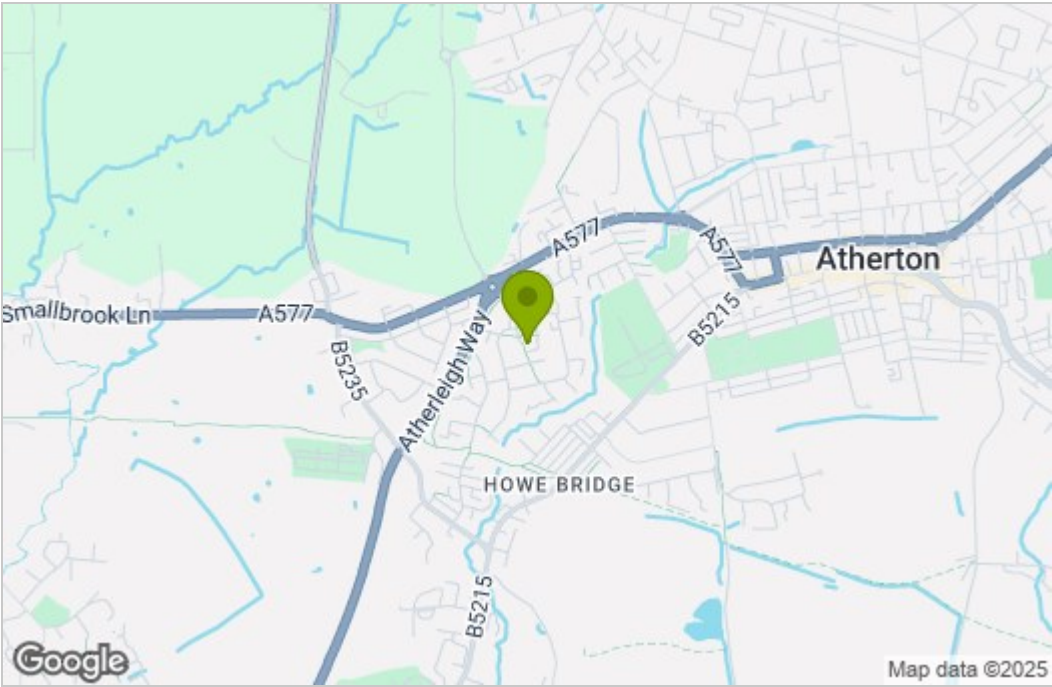 A577
A577
Atherton
Smallbrook Ln
A577
B5215
B5235
Atherleigh Way
HOWE BRIDGE
B5215
Google
Map data ©2025